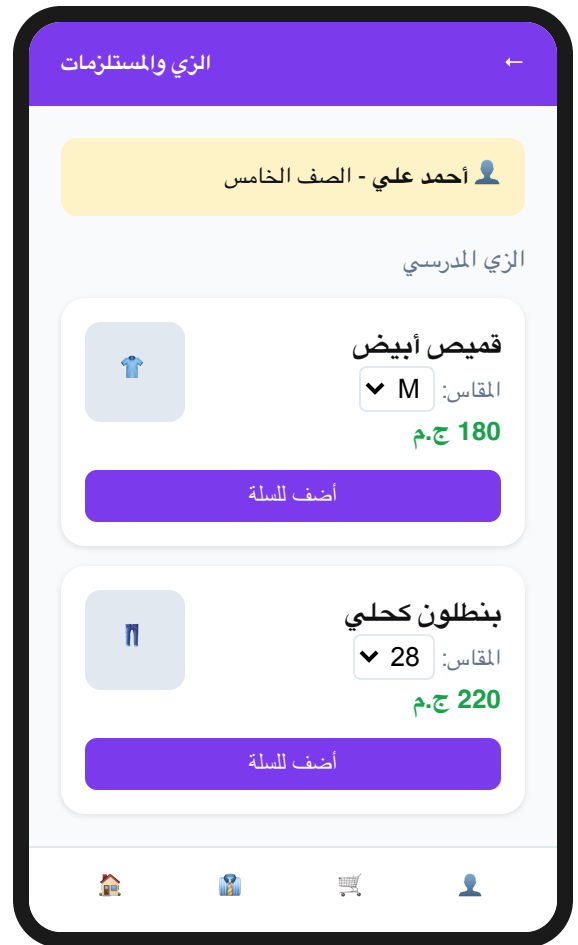 ← الزي والمستلزمات
👤 أحمد علي - الصف الخامس
الزي المدرسي
قميص أبيض
المقاس: M
180 ج.م
أضف للسلة
بنطلون كحلي
المقاس: 28
220 ج.م
أضف للسلة